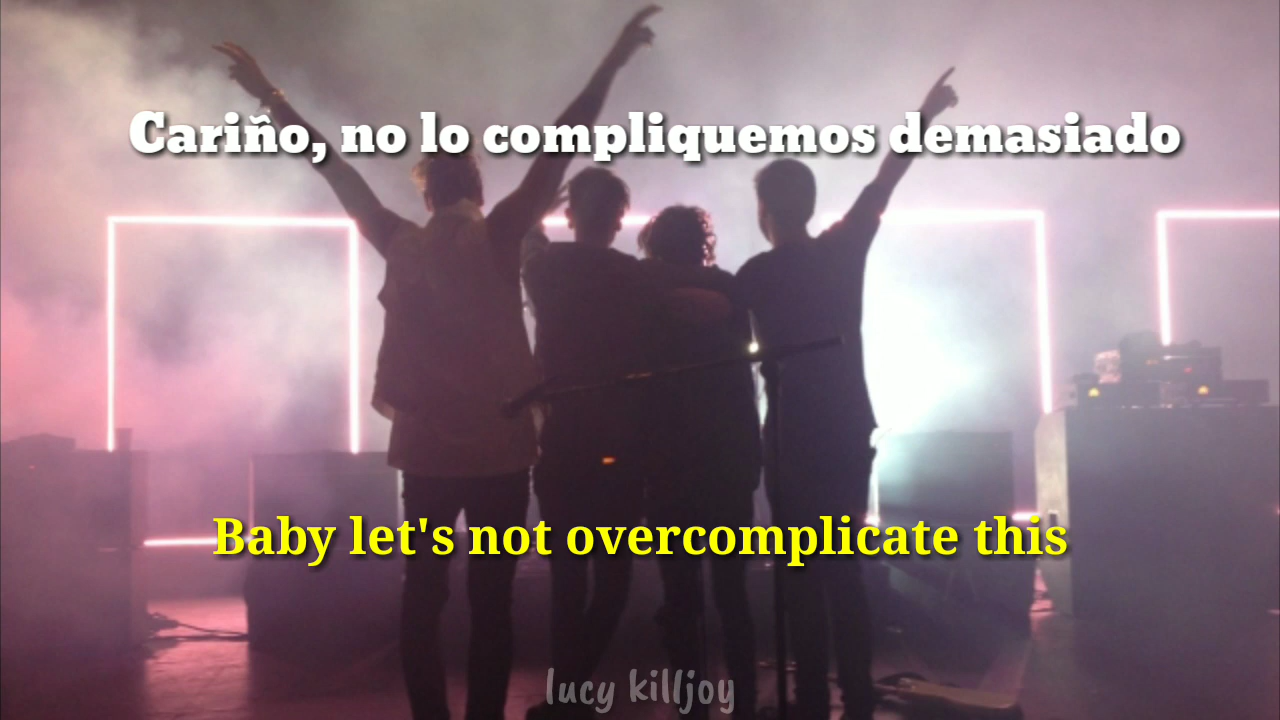 Cariño, no lo compliquemos demasiado
Baby let's not overcomplicate this
lucy killjoy